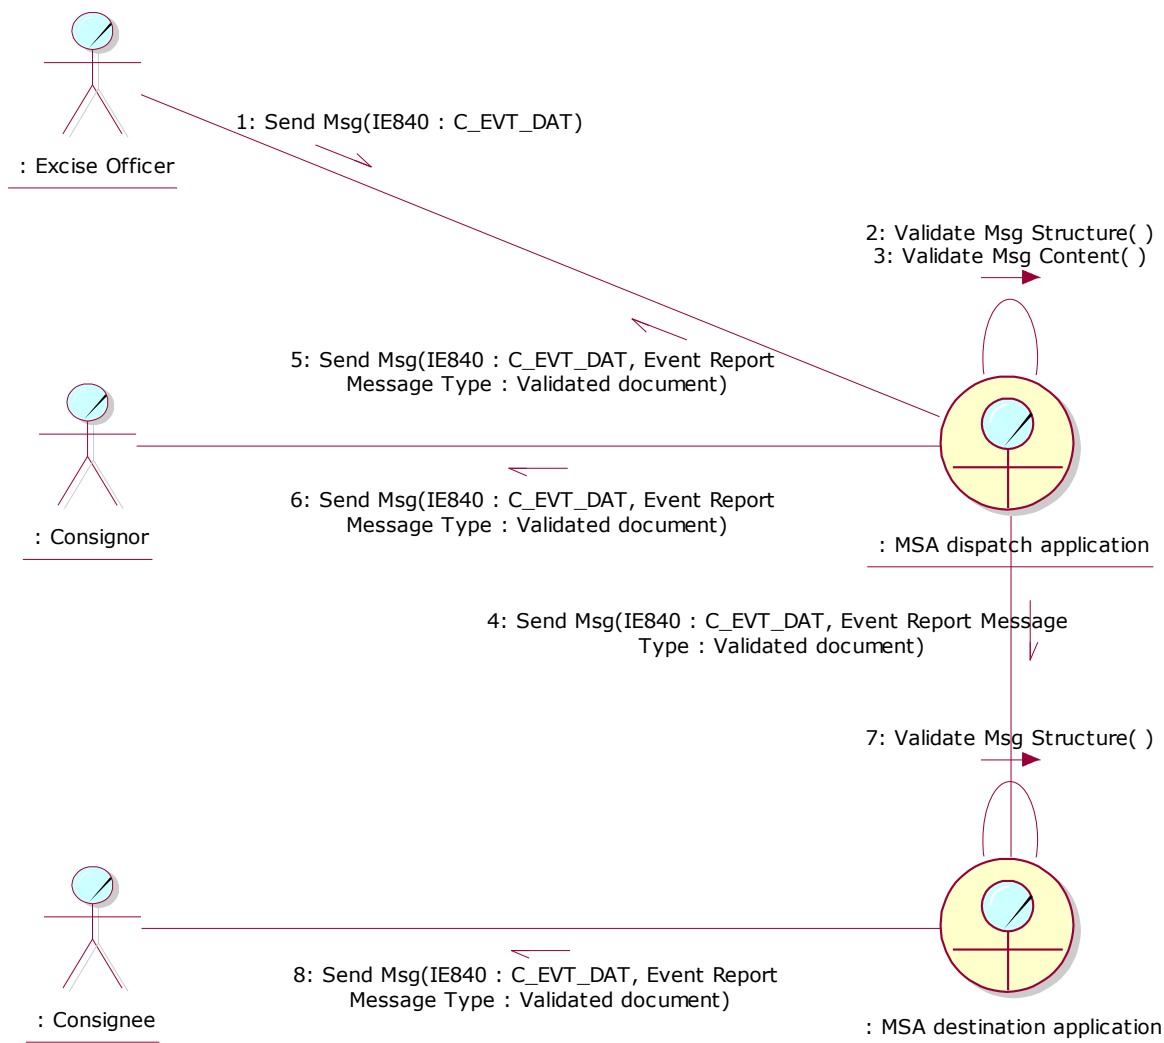 1: Send Msg(IE840 : C_EVT_DAT)
: Excise Officer
2: Validate Msg Structure( )
3: Validate Msg Content( )
5: Send Msg(IE840 : C_EVT_DAT, Event Report
Message Type : Validated document)
6: Send Msg(IE840 : C_EVT_DAT, Event Report
Message Type : Validated document)
: Consignor
: MSA dispatch application
4: Send Msg(IE840 : C_EVT_DAT, Event Report Message
Type : Validated document)
7: Validate Msg Structure( )
8: Send Msg(IE840 : C_EVT_DAT, Event Report
Message Type : Validated document)
: Consignee
: MSA destination application